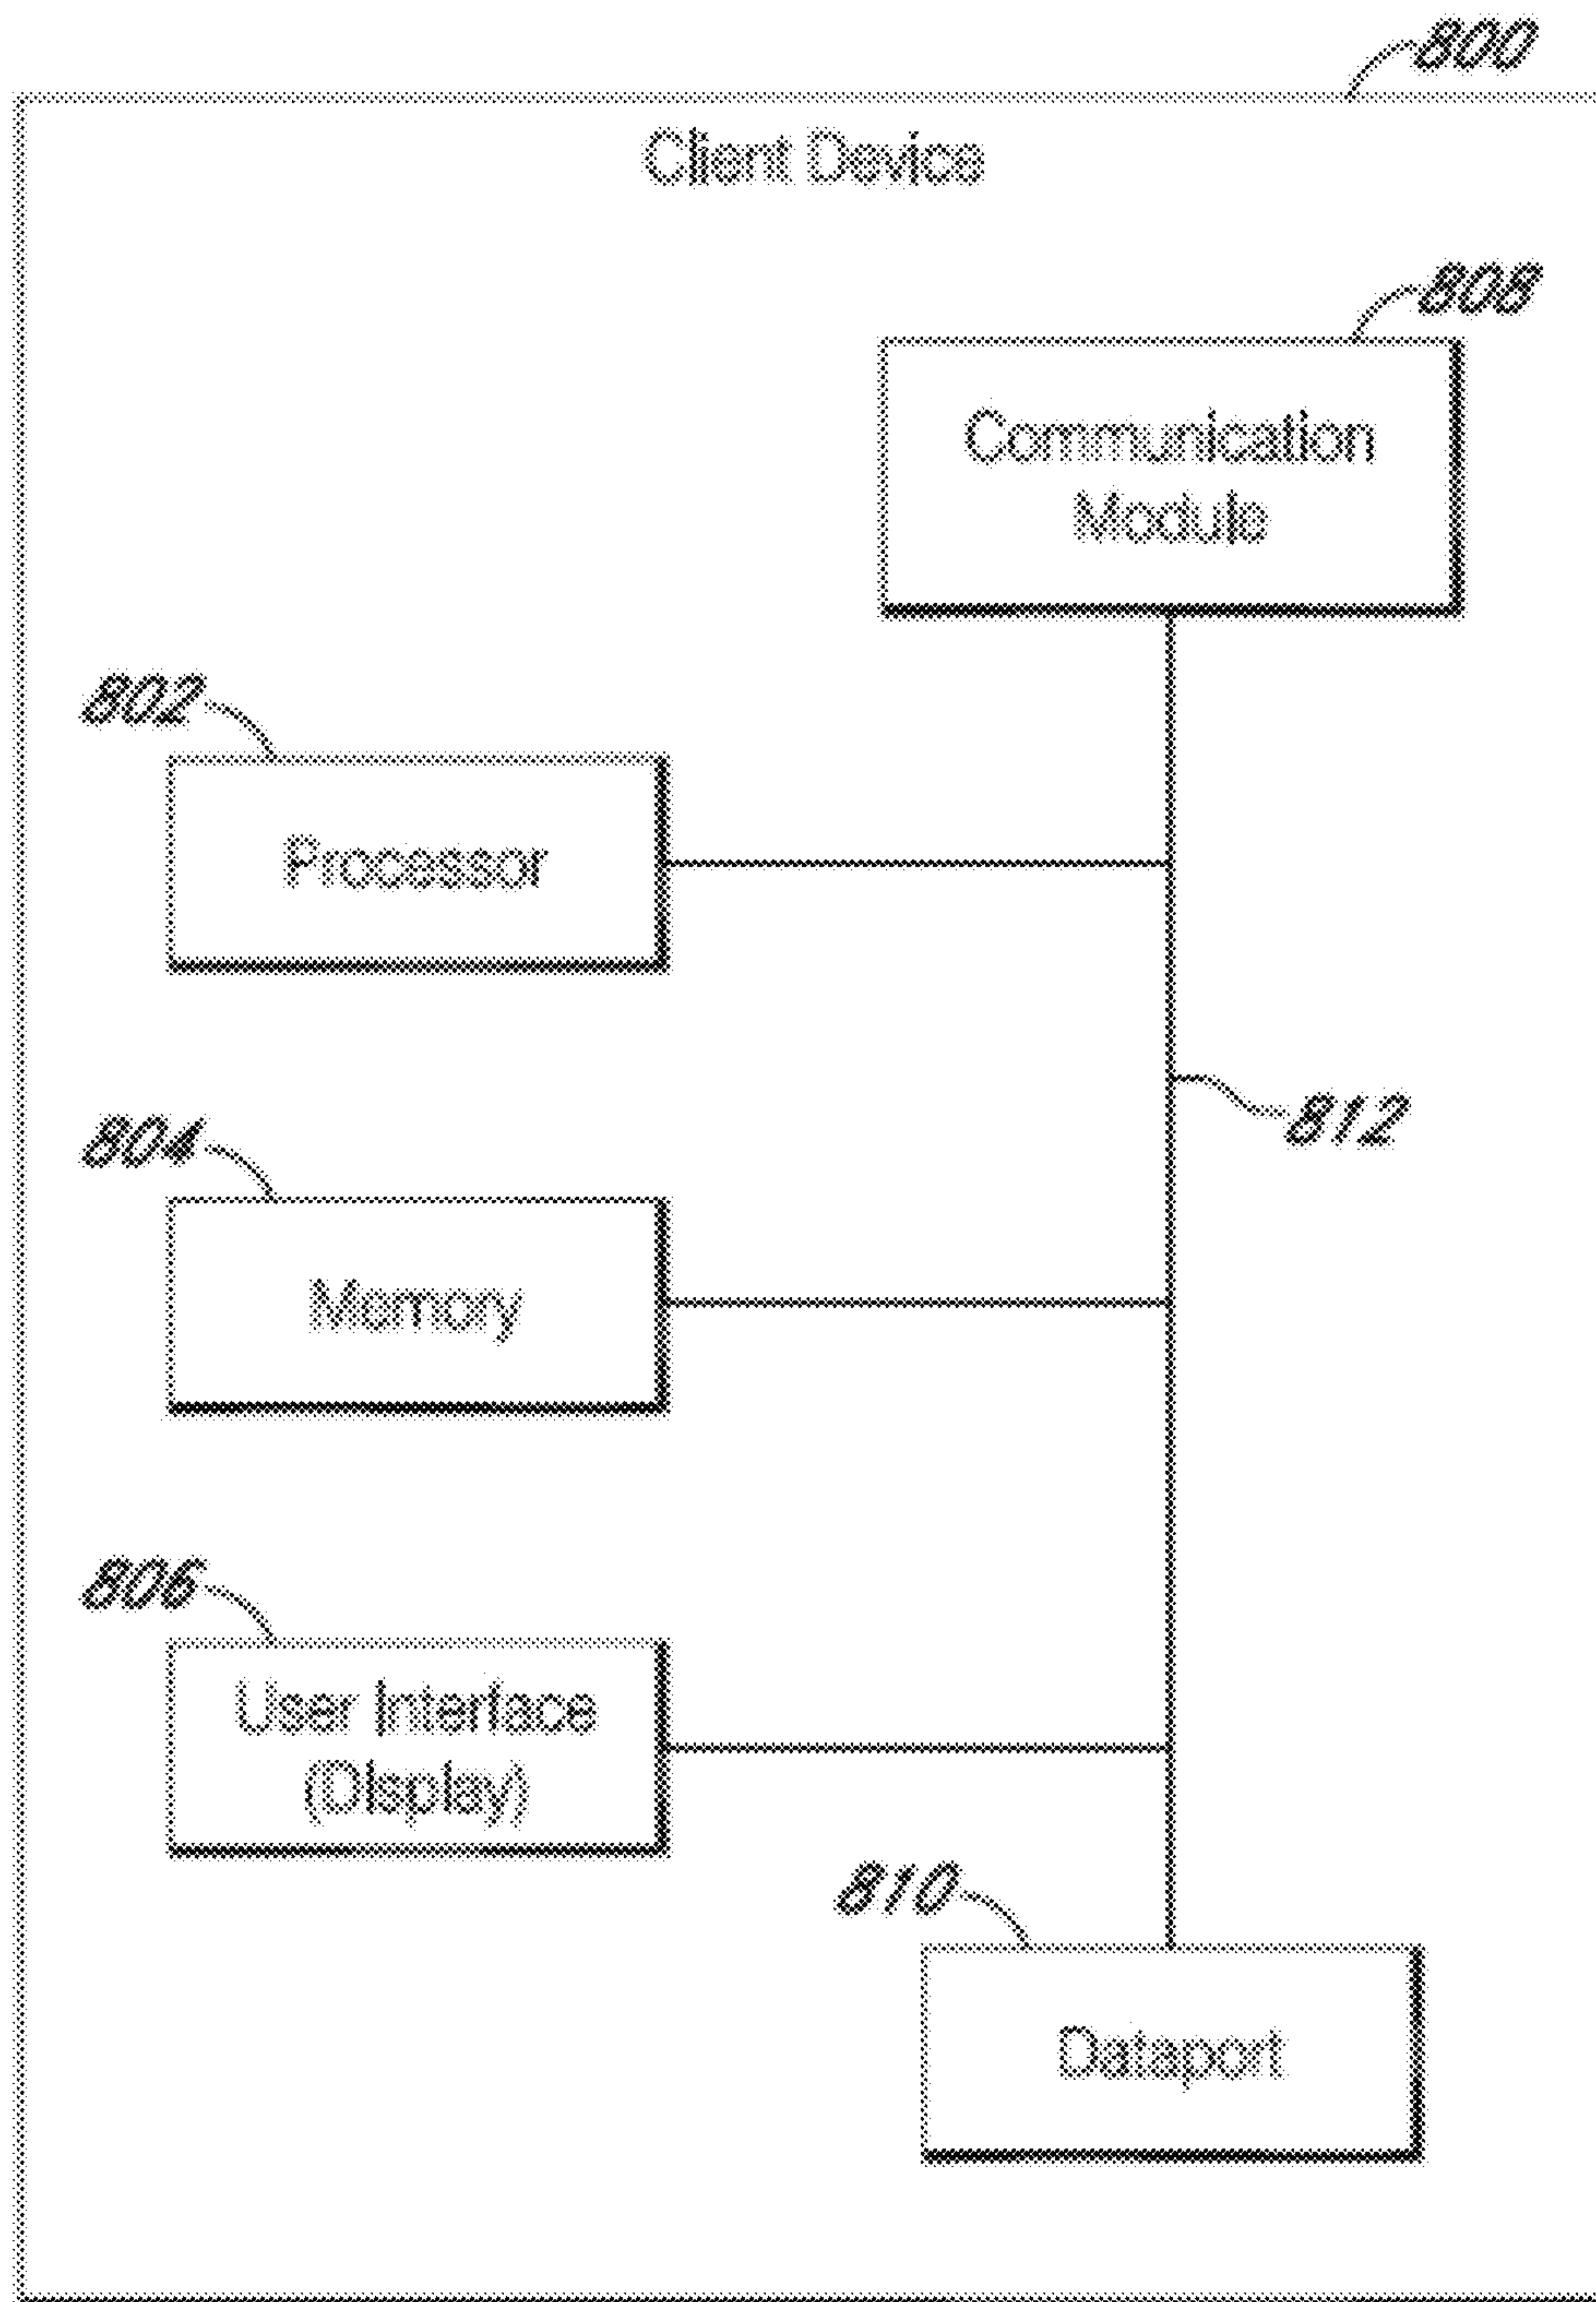 800
Client Device
808
Communication
Module
802
Processor
812
804
Memory
806
User Interface
(Display)
810
Dataport